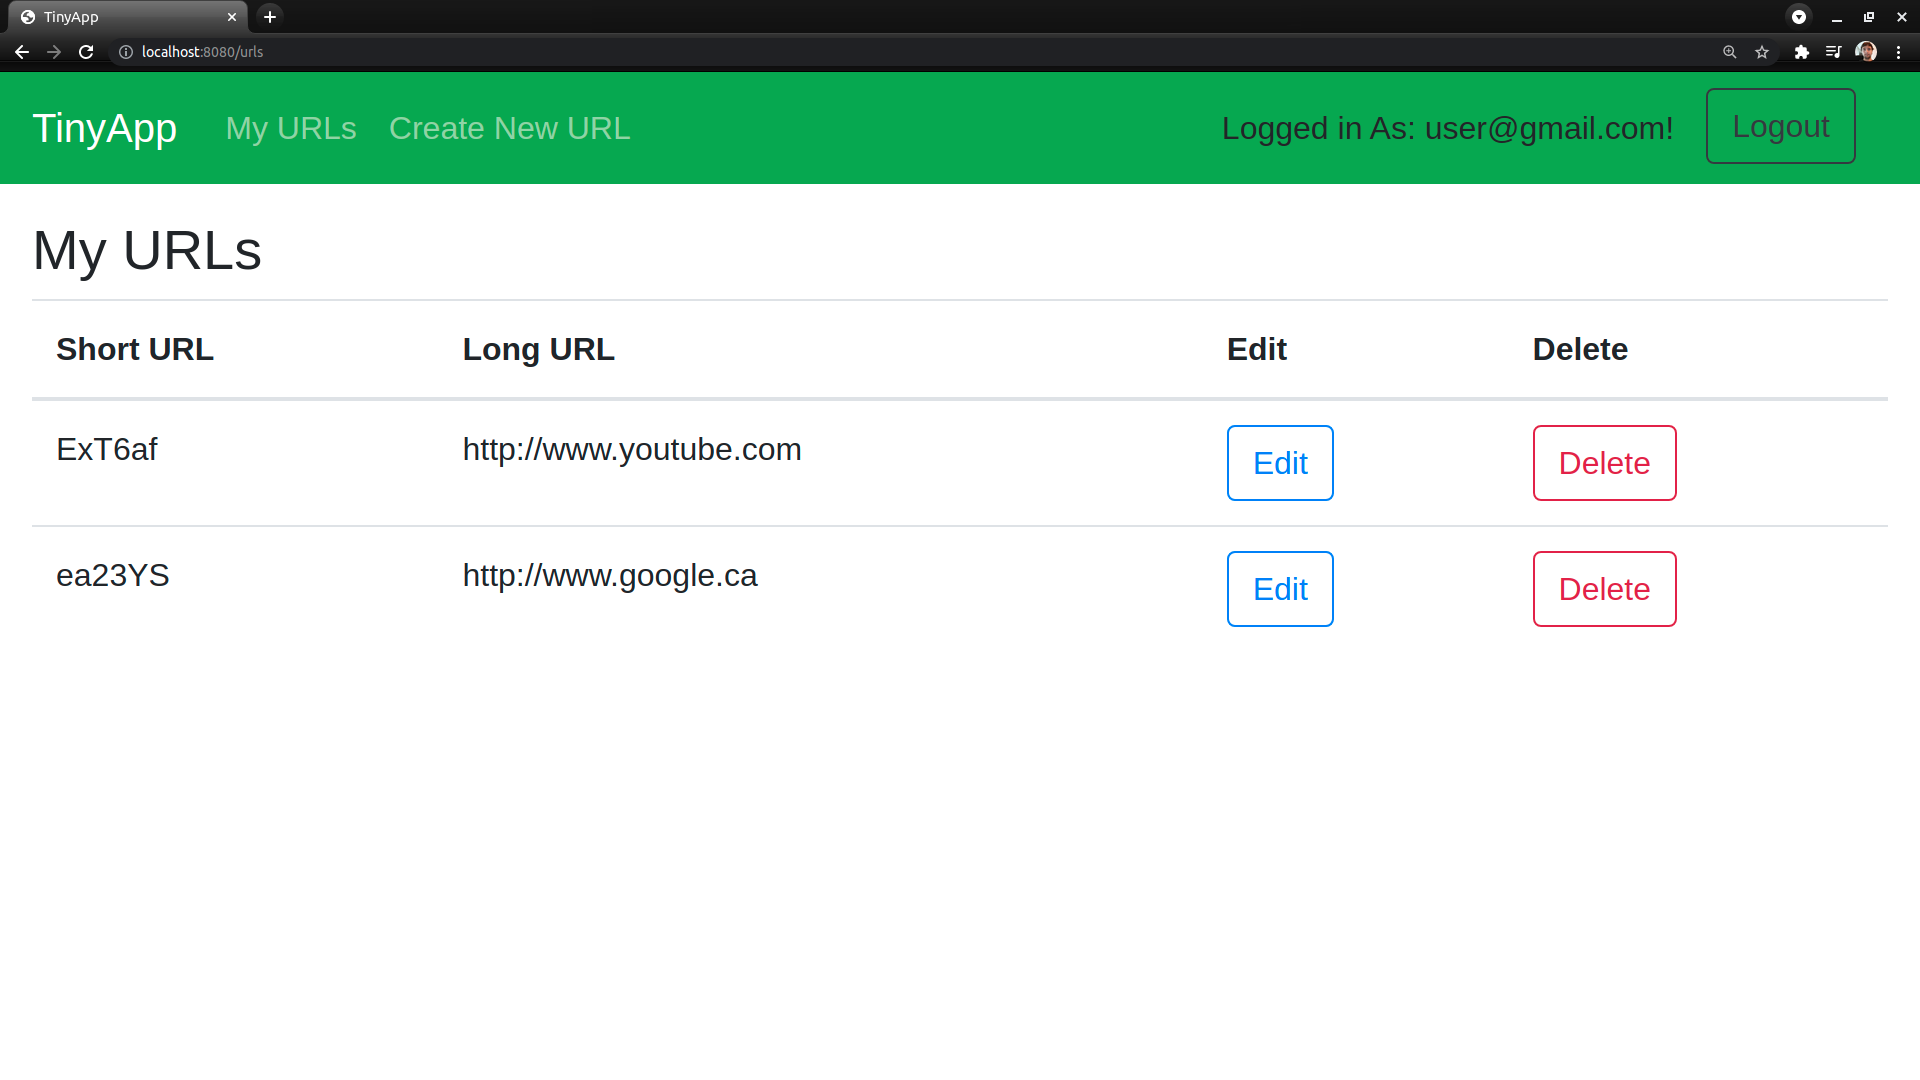 TinyApp
localhost:8080/urls
TinyApp My URLs Create New URL Logged in As: user@gmail.com! Logout
My URLs
Short URL Long URL Edit Delete
ExT6af http://www.youtube.com Edit Delete
ea23YS http://www.google.ca Edit Delete